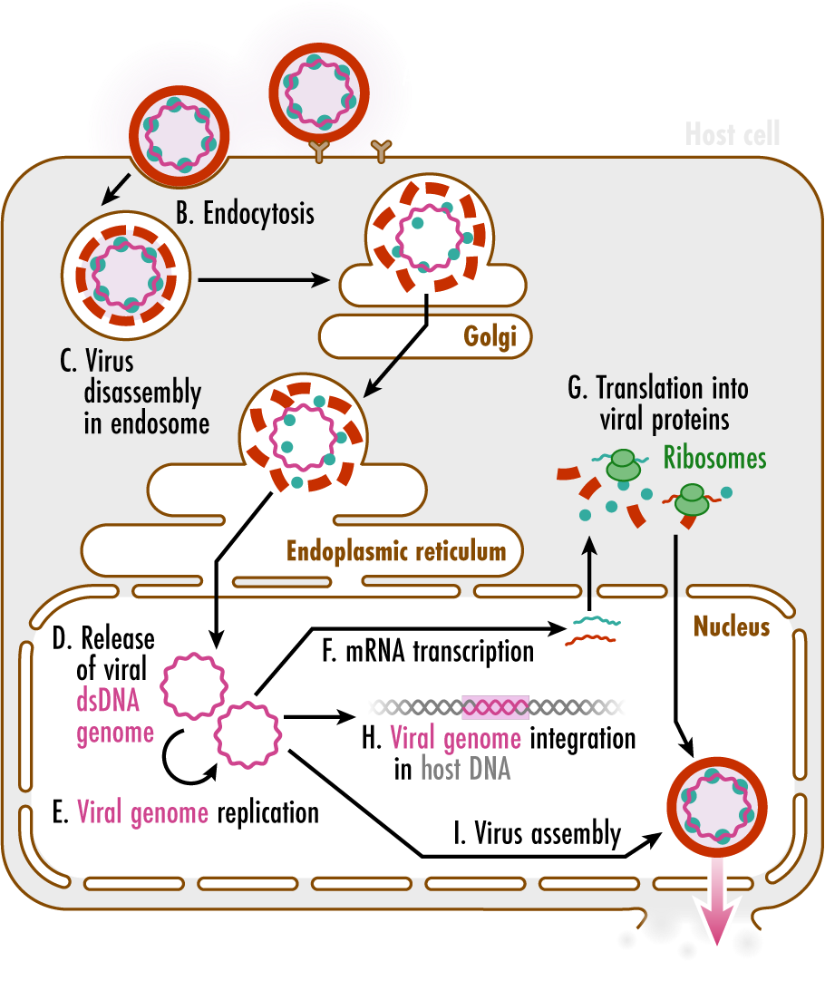 Host cell
B. Endocytosis
Golgi
C. Virus
disassembly
in endosome
G. Translation into
viral proteins
Ribosomes
Endoplasmic reticulum
Nucleus
D. Release
of viral
dsDNA
genome
F. mRNA transcription
H. Viral genome integration
in host DNA
E. Viral genome replication
I. Virus assembly